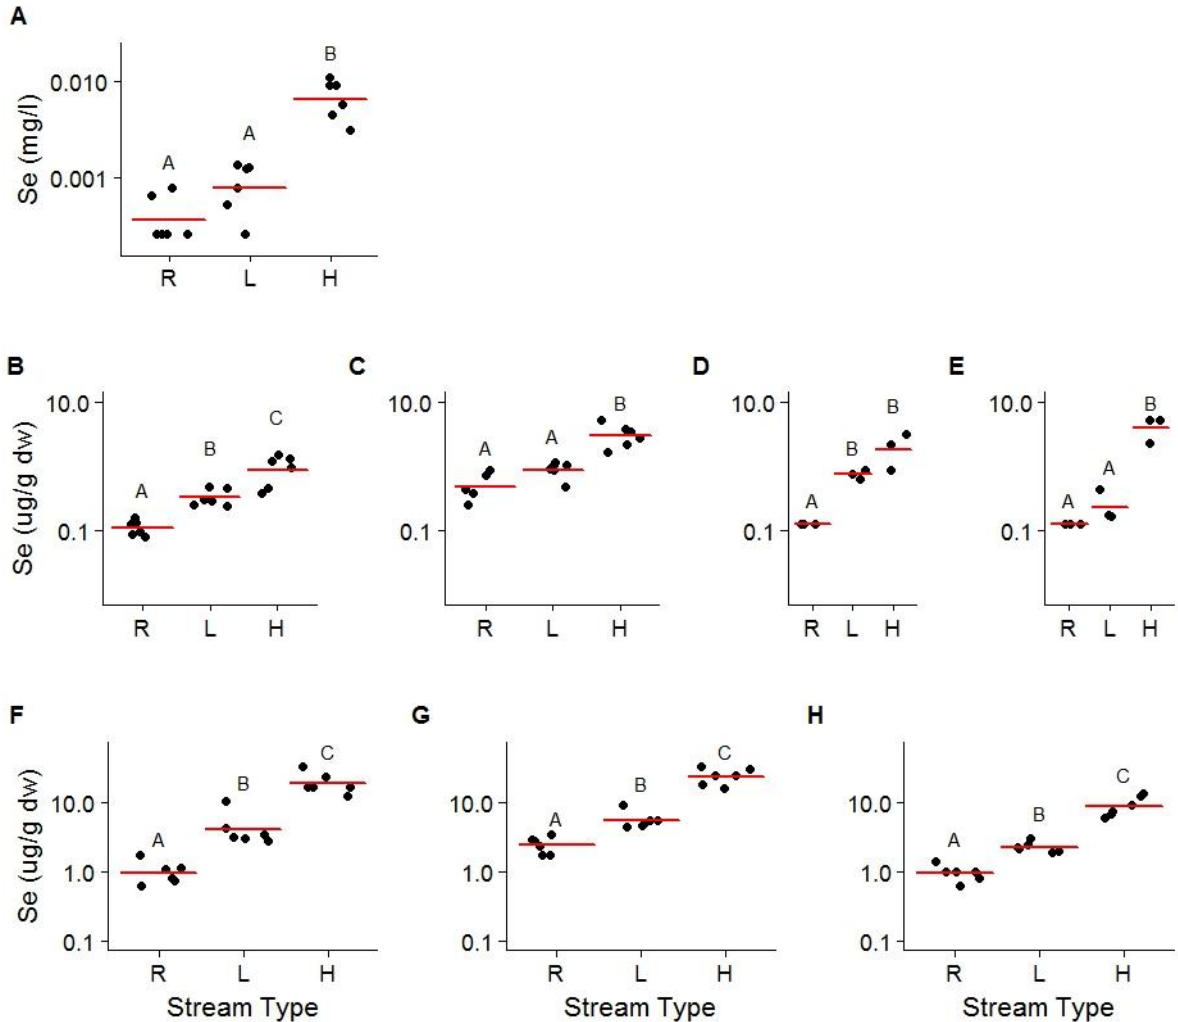 A
B
A
A
0.010
0.001
Se (mg/l)
R L H
B C D E
10.0
0.1
Se (ug/g dw)
A B C
R L H
10.0
0.1
A A B
R L H
10.0
0.1
A B B
R L H
10.0
0.1
A A B
R L H
F G H
10.0
1.0
0.1
Se (ug/g dw)
A B C
R L H
Stream Type
10.0
1.0
0.1
A B C
R L H
Stream Type
10.0
1.0
0.1
A B C
R L H
Stream Type